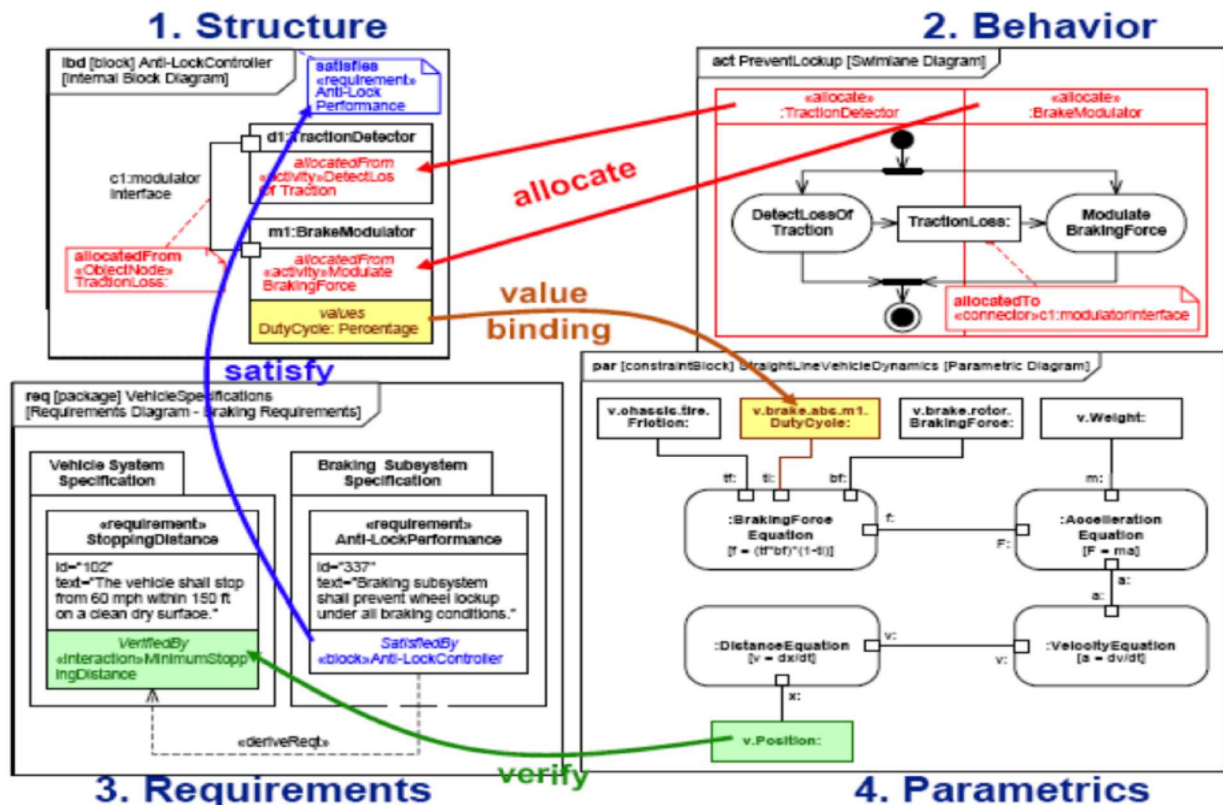 1. Structure
ibd [block] Anti-LockController
[Internal Block Diagram]
satisfies
«requirement»
Anti-Lock
Performance
d1:TractionDetector
allocatedFrom
«activity»DetectLos
Of Traction
c1:modulator
Interface
m1:BrakeModulator
allocatedFrom
«activity»Modulate
BrakingForce
values
DutyCycle: Percentage
allocatedFrom
«ObjectNode»
TractionLoss:
2. Behavior
act PreventLockup [Swimlane Diagram]
«allocate»
:TractionDetector
«allocate»
:BrakeModulator
DetectLossOf
Traction
TractionLoss:
Modulate
BrakingForce
allocatedTo
«connector»c1:modulatorInterface
allocate
value
binding
satisfy
verify
req [package] VehicleSpecifications
[Requirements Diagram - Braking Requirements]
Vehicle System
Specification
«requirement»
StoppingDistance
id="102"
text="The vehicle shall stop
from 60 mph within 150 ft
on a clean dry surface."
VerifiedBy
«interaction»MinimumStopp
ingDistance
Braking Subsystem
Specification
«requirement»
Anti-LockPerformance
id="337"
text="Braking subsystem
shall prevent wheel lockup
under all braking conditions."
SatisfiedBy
«block»Anti-LockController
«deriveReqt»
3. Requirements
par [constraintBlock] StraightLineVehicleDynamics [Parametric Diagram]
v.chassis.tire.
Friction:
v.brake.abs.m1.
DutyCycle:
v.brake.rotor.
BrakingForce:
v.Weight:
tf:
tl:
bf:
m:
:BrakingForce
Equation
[f = (tf*bf)*(1-tl)]
f:
F:
:Accelleration
Equation
[F = ma]
a:
a:
:DistanceEquation
[v = dx/dt]
v:
v:
:VelocityEquation
[a = dv/dt]
x:
v.Position:
4. Parametrics